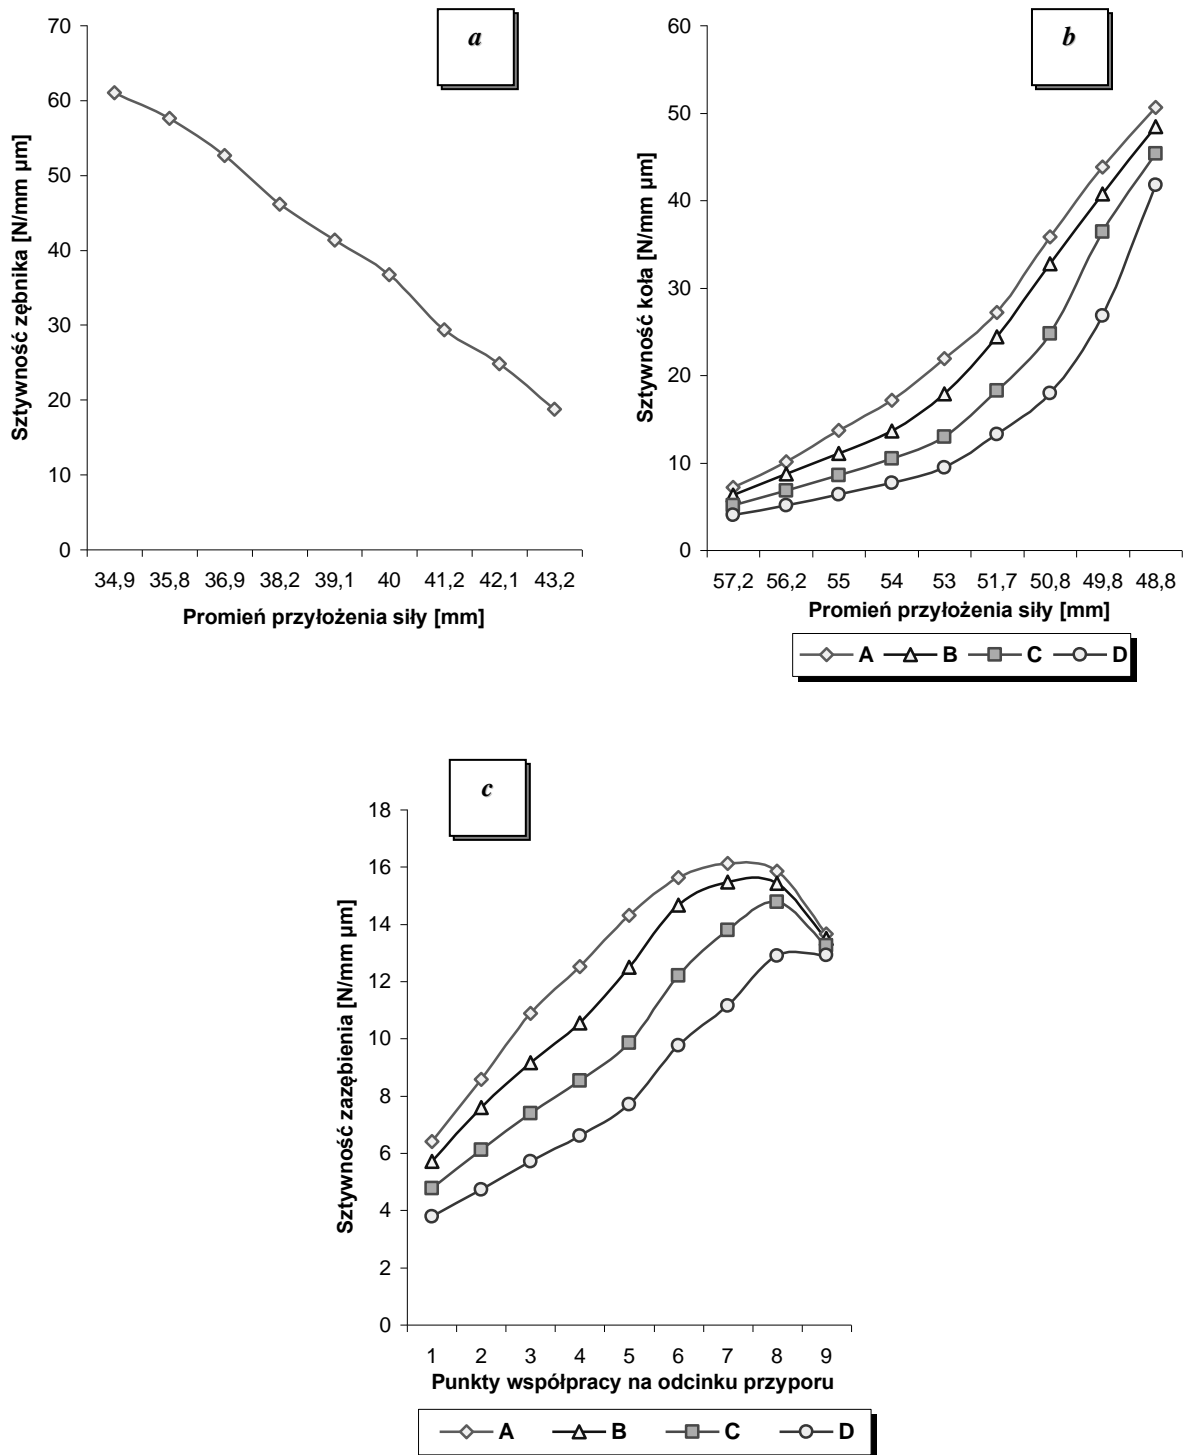 a
70
60
50
40
30
20
10
0
Sztywność zębnika [N/mm µm]
34,9 35,8 36,9 38,2 39,1 40 41,2 42,1 43,2
Promień przyłożenia siły [mm]
b
60
50
40
30
20
10
0
Sztywność koła [N/mm µm]
57,2 56,2 55 54 53 51,7 50,8 49,8 48,8
Promień przyłożenia siły [mm]
A B C D
c
18
16
14
12
10
8
6
4
2
0
Sztywność zazębienia [N/mm µm]
1 2 3 4 5 6 7 8 9
Punkty współpracy na odcinku przyporu
A B C D